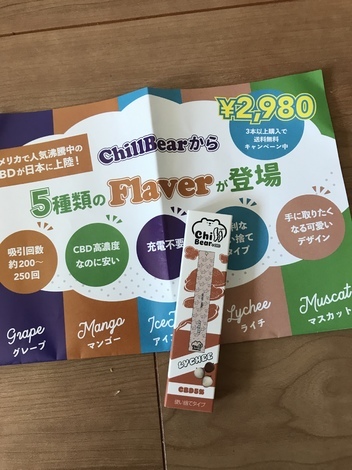 アメリカで人気沸騰中の
CBDが日本に上陸！
ChillBearから
¥2,980
3本以上購入で
送料無料
キャンペーン中
5種類のFlaverが登場
吸引回数
約200〜
250回
CBD高濃度
なのに安い
充電不要
手に取りたく
なる可愛い
デザイン
Grape
グレープ
Mango
マンゴー
Lychee
ライチ
Muscat
マスカット
Chill
Bear
LYCHEE
使い捨てタイプ